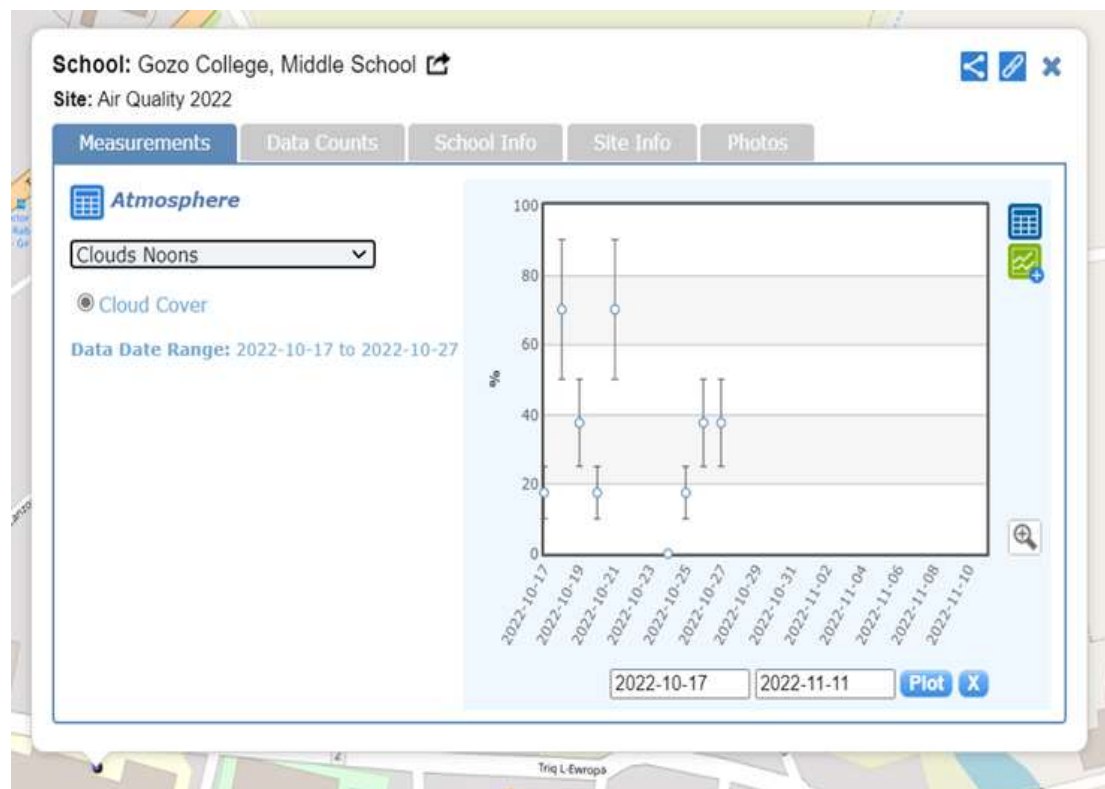 School: Gozo College, Middle School
Site: Air Quality 2022
Measurements Data Counts School Info Site Info Photos
Atmosphere
Clouds Noons
Cloud Cover
Data Date Range: 2022-10-17 to 2022-10-27
%
100
80
60
40
20
0
2022-10-17
2022-10-19
2022-10-21
2022-10-23
2022-10-25
2022-10-27
2022-10-29
2022-10-31
2022-11-02
2022-11-04
2022-11-06
2022-11-08
2022-11-10
2022-10-17 2022-11-11 Plot X
Triq L-Ewropa